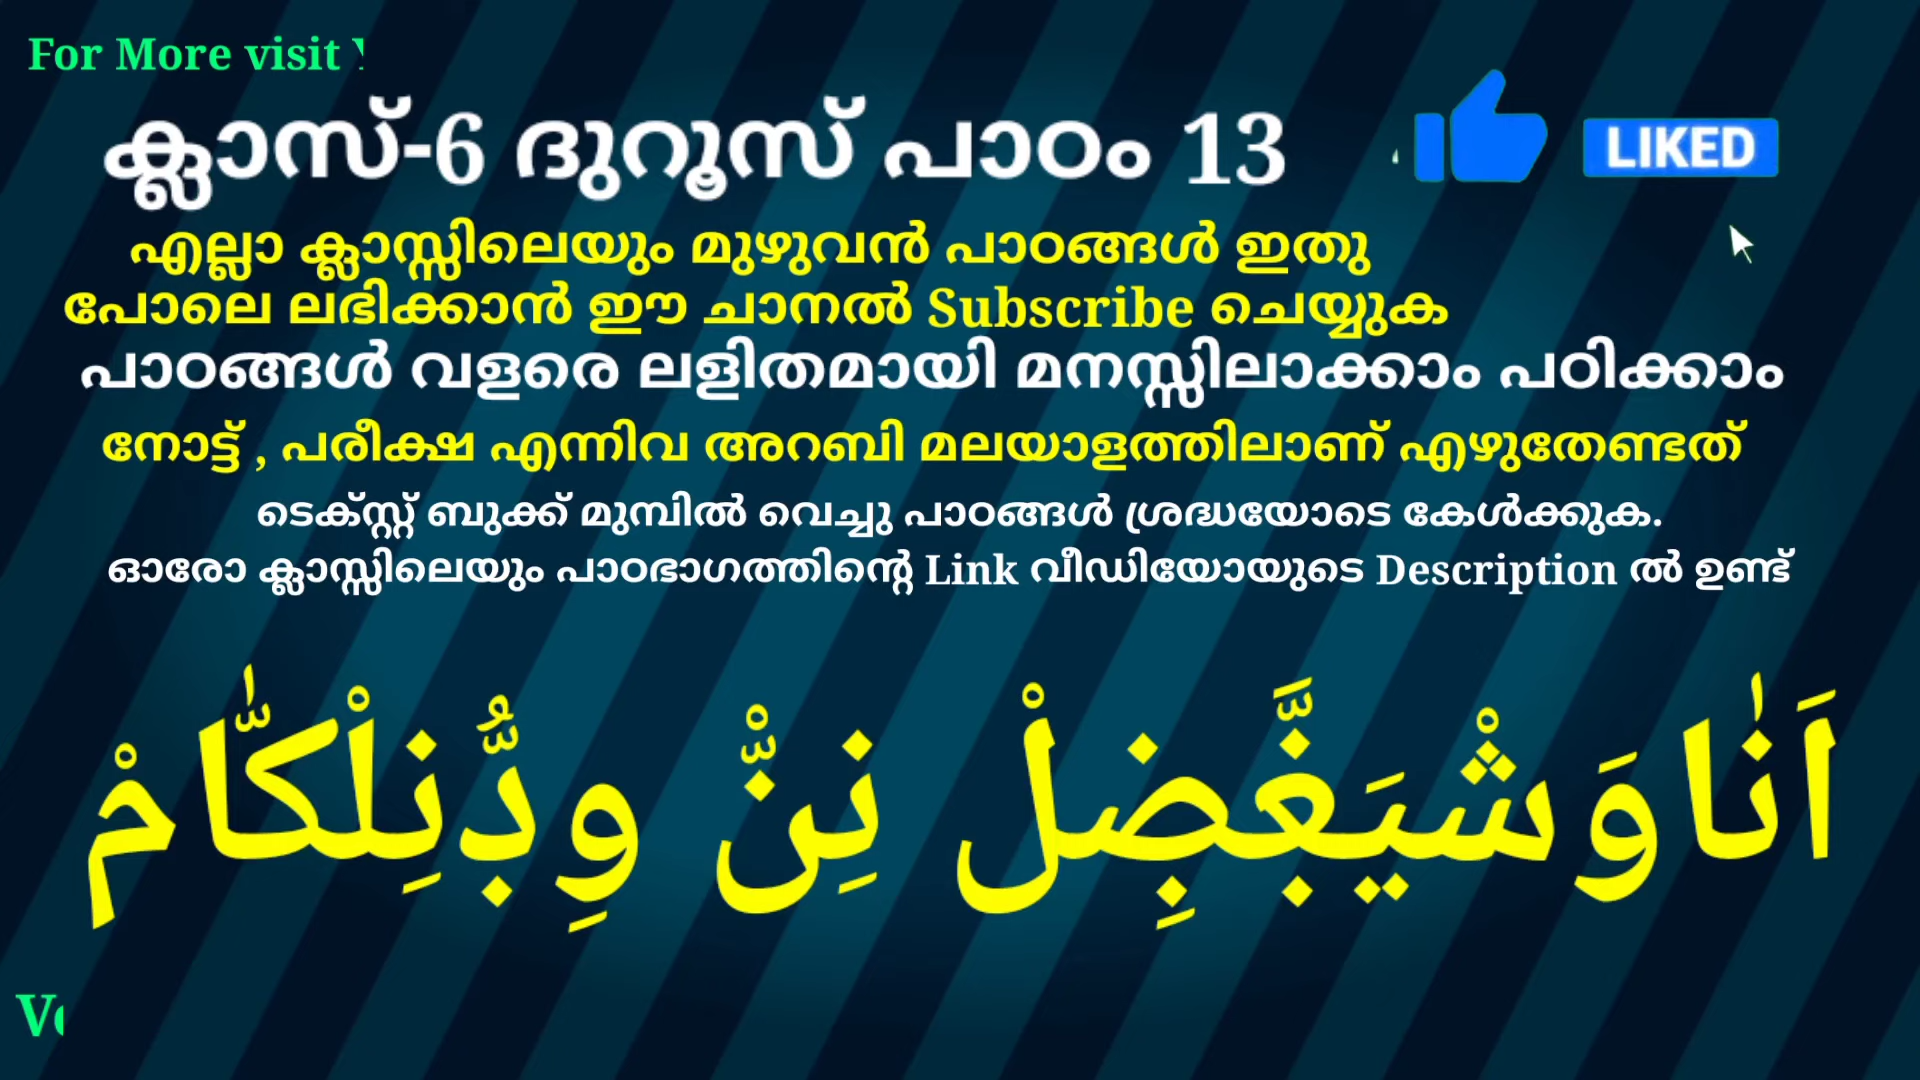 For More visit
ക്ലാസ്-6 ദുറൂസ് പാഠം 13
LIKED
എല്ലാ ക്ലാസ്സിലെയും മുഴുവൻ പാഠങ്ങൾ ഇതു
പോലെ ലഭിക്കാൻ ഈ ചാനൽ Subscribe ചെയ്യുക
പാഠങ്ങൾ വളരെ ലളിതമായി മനസ്സിലാക്കാം പഠിക്കാം
നോട്ട് , പരീക്ഷ എന്നിവ അറബി മലയാളത്തിലാണ് എഴുതേണ്ടത്
ടെക്സ്റ്റ് ബുക്ക് മുമ്പിൽ വെച്ചു പാഠങ്ങൾ ശ്രദ്ധയോടെ കേൾക്കുക.
ഓരോ ക്ലാസ്സിലെയും പാഠഭാഗത്തിന്റെ Link വീഡിയോയുടെ Description ൽ ഉണ്ട്
اَنٰاوَشْيَغَّضِلْ نِنّْ وِڊُّنِلْكّٰامْ